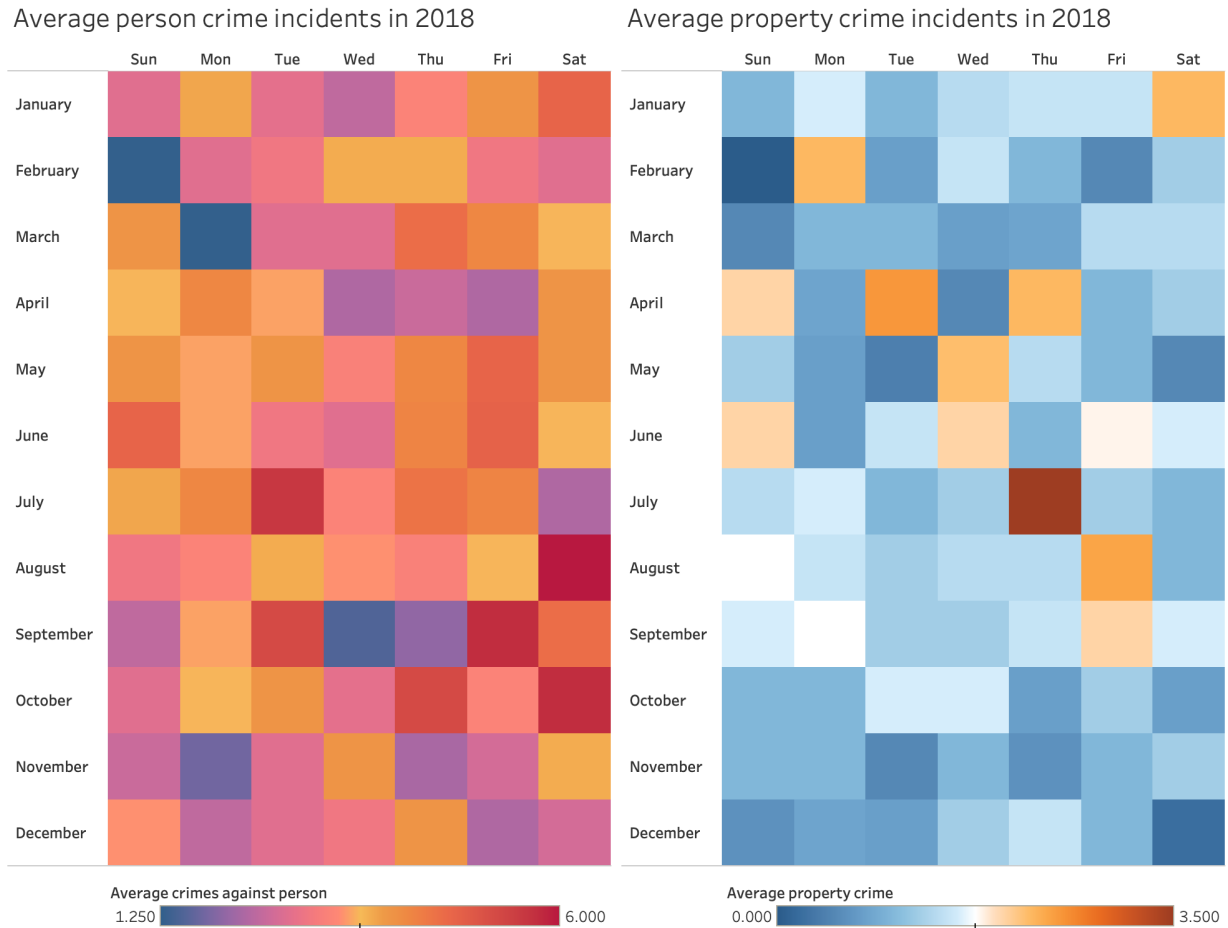 Average person crime incidents in 2018
Sun Mon Tue Wed Thu Fri Sat
January
February
March
April
May
June
July
August
September
October
November
December
Average crimes against person
1.250 6.000
Average property crime incidents in 2018
Sun Mon Tue Wed Thu Fri Sat
January
February
March
April
May
June
July
August
September
October
November
December
Average property crime
0.000 3.500